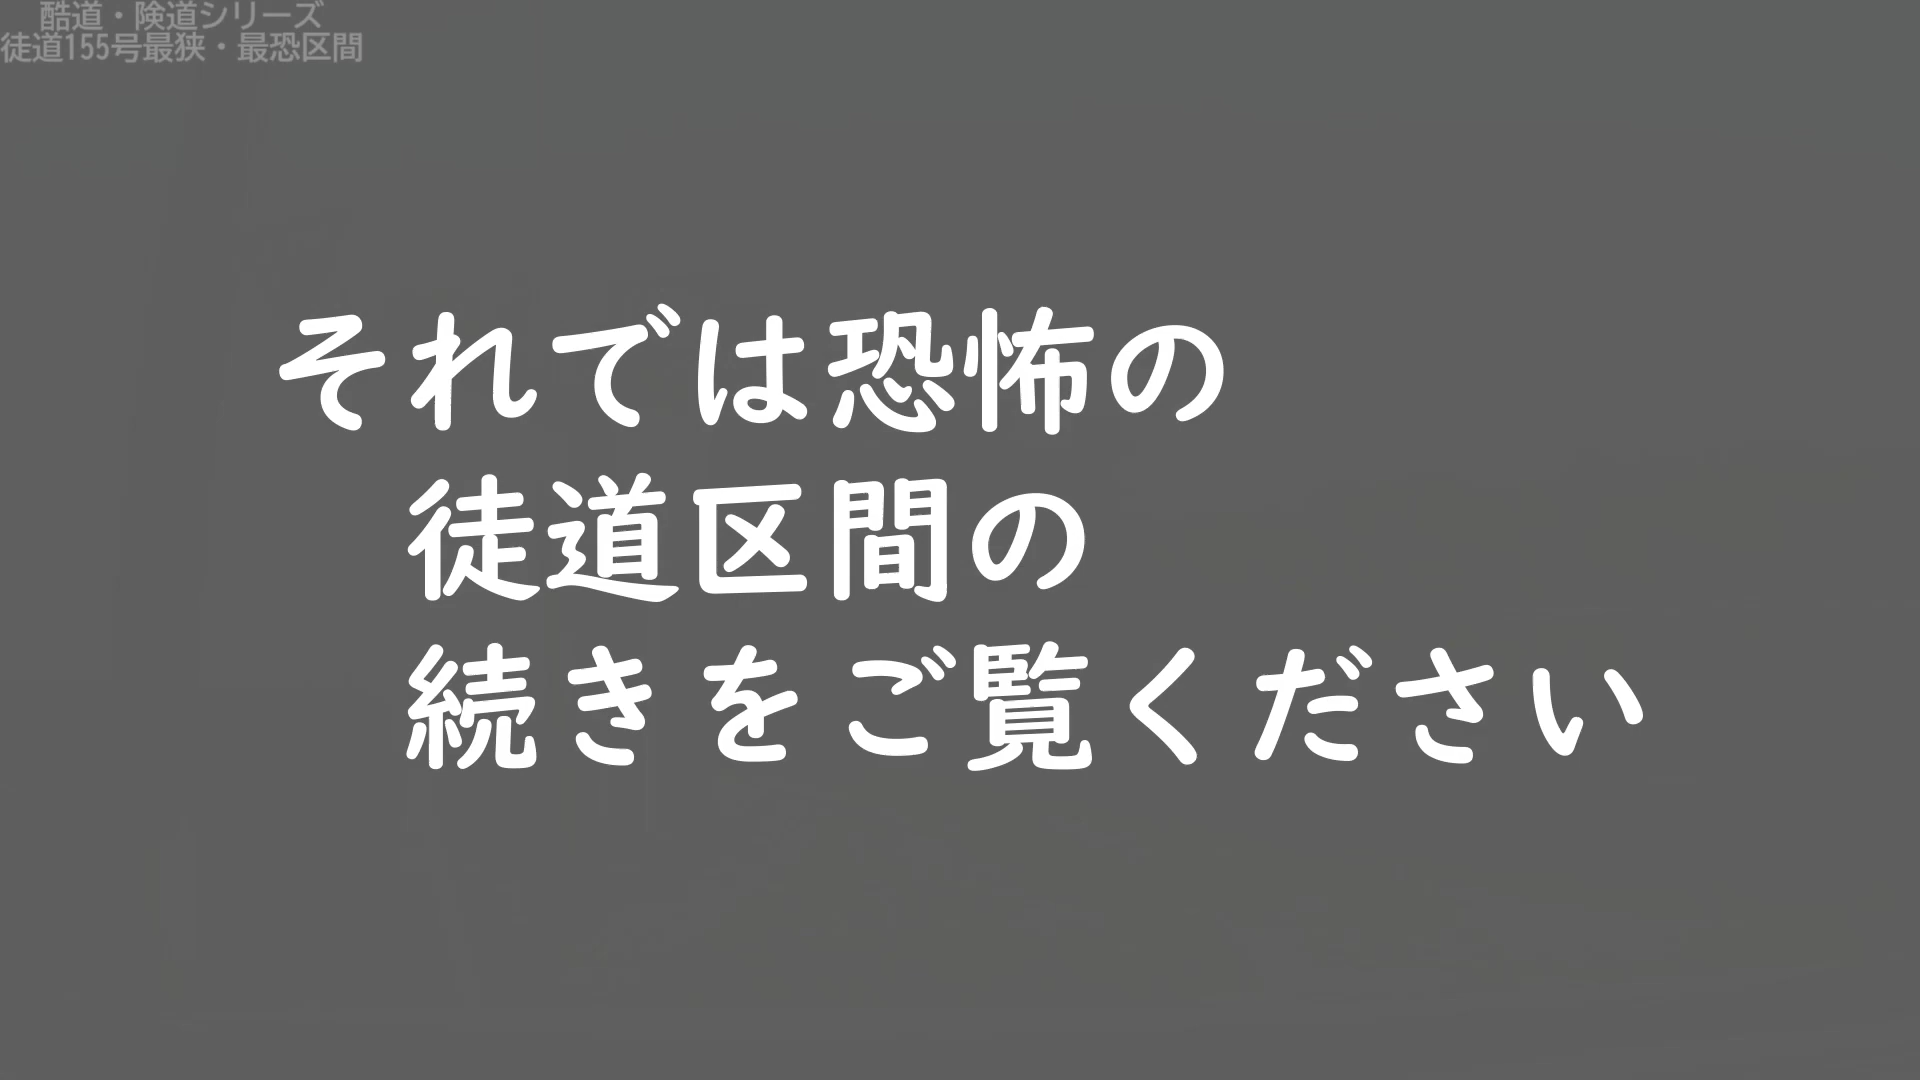 酷道・険道シリーズ
徒道155号最狭・最恐区間
それでは恐怖の
徒道区間の
続きをご覧ください